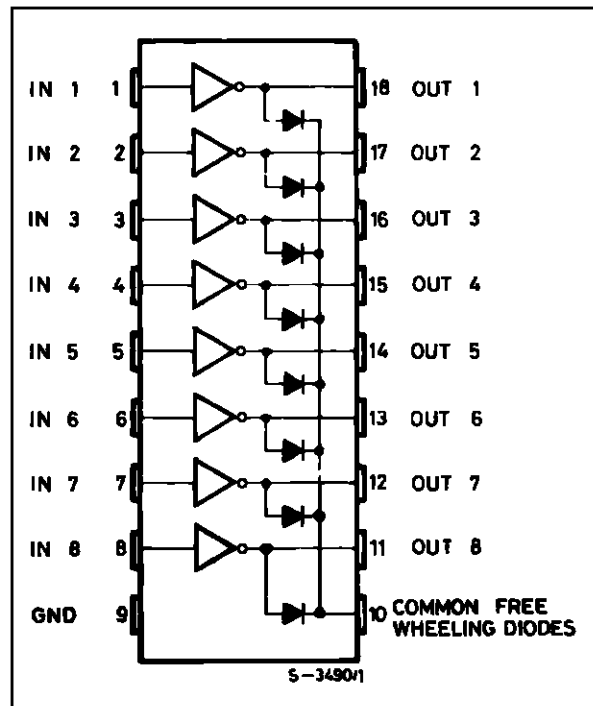 IN 1 1 18 OUT 1
IN 2 2 17 OUT 2
IN 3 3 16 OUT 3
IN 4 4 15 OUT 4
IN 5 5 14 OUT 5
IN 6 6 13 OUT 6
IN 7 7 12 OUT 7
IN 8 8 11 OUT 8
GND 9 10 COMMON FREE
WHEELING DIODES
S-3490/1